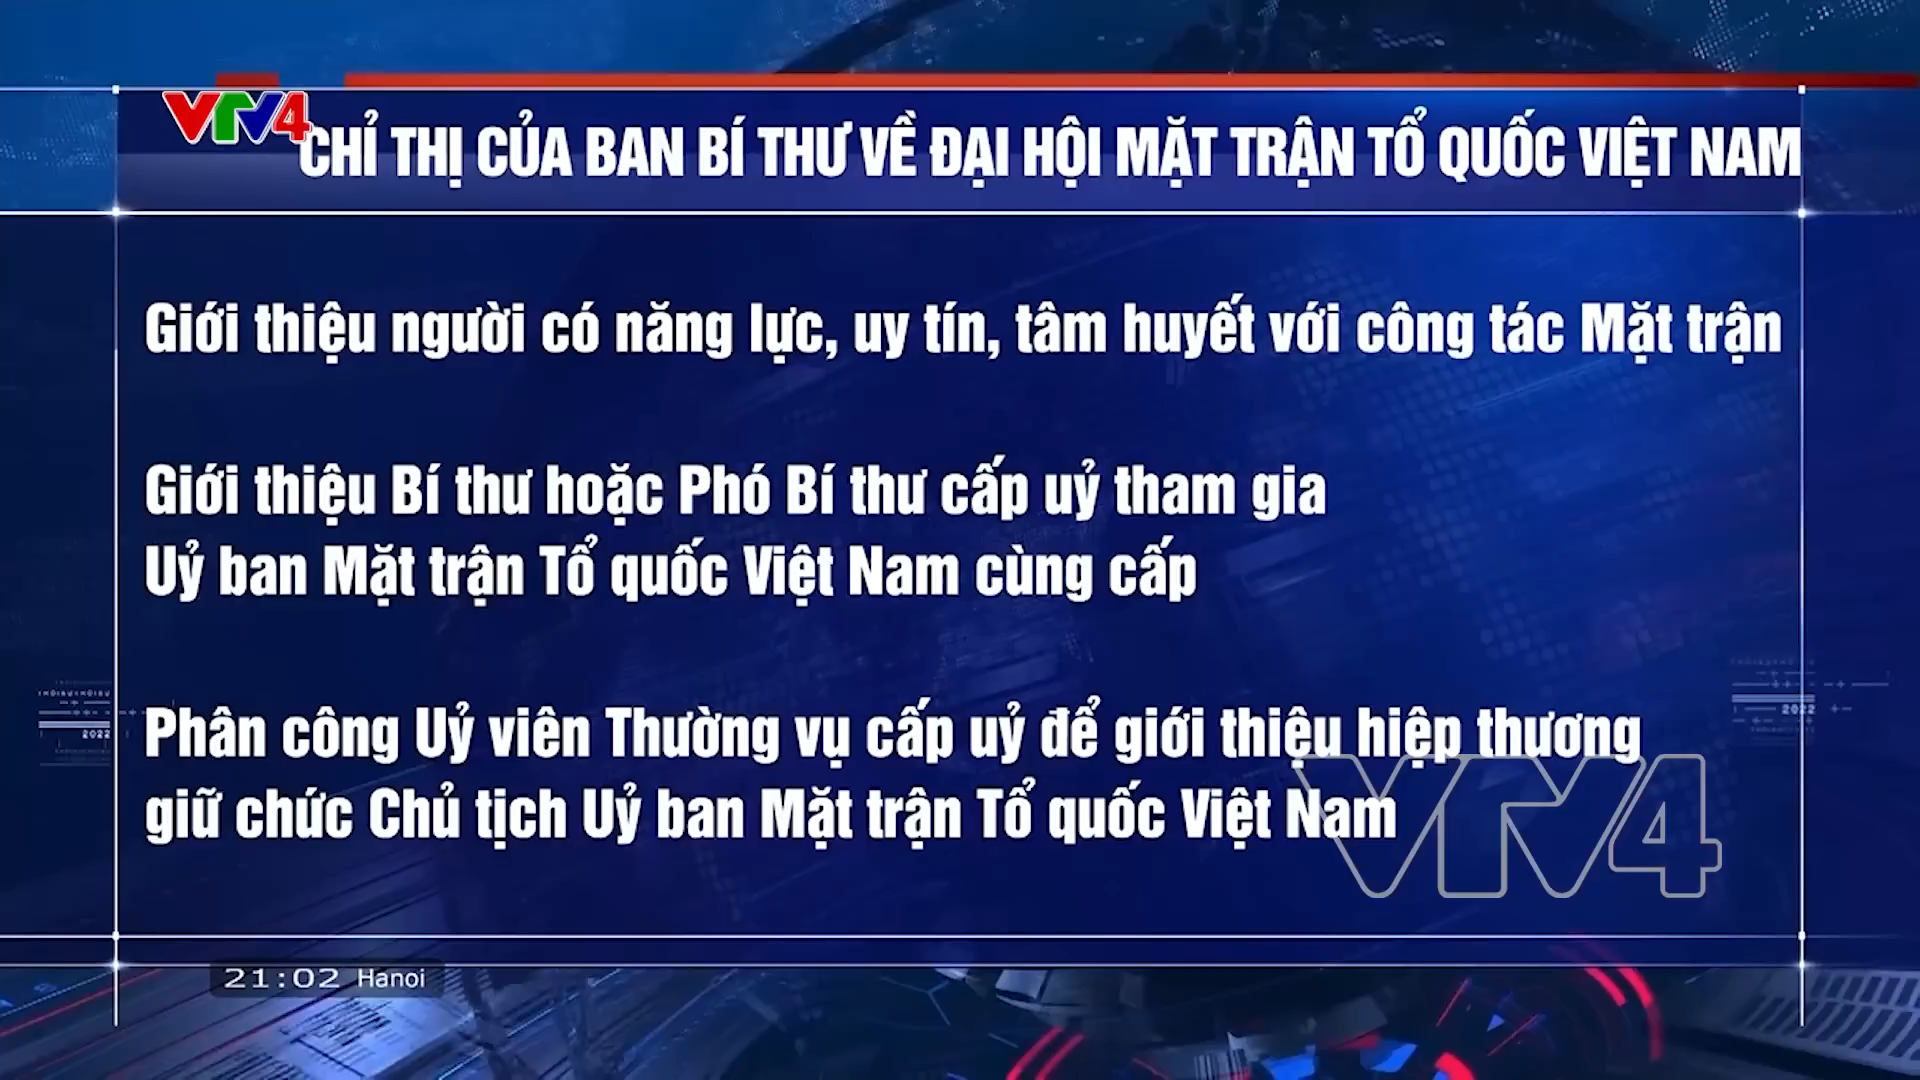 VTV4
CHỈ THỊ CỦA BAN BÍ THƯ VỀ ĐẠI HỘI MẶT TRẬN TỔ QUỐC VIỆT NAM
Giới thiệu người có năng lực, uy tín, tâm huyết với công tác Mặt trận
Giới thiệu Bí thư hoặc Phó Bí thư cấp uỷ tham gia
Uỷ ban Mặt trận Tổ quốc Việt Nam cùng cấp
Phân công Uỷ viên Thường vụ cấp uỷ để giới thiệu hiệp thương
giữ chức Chủ tịch Uỷ ban Mặt trận Tổ quốc Việt Nam
VTV4
2022
2022
21:02 Hanoi